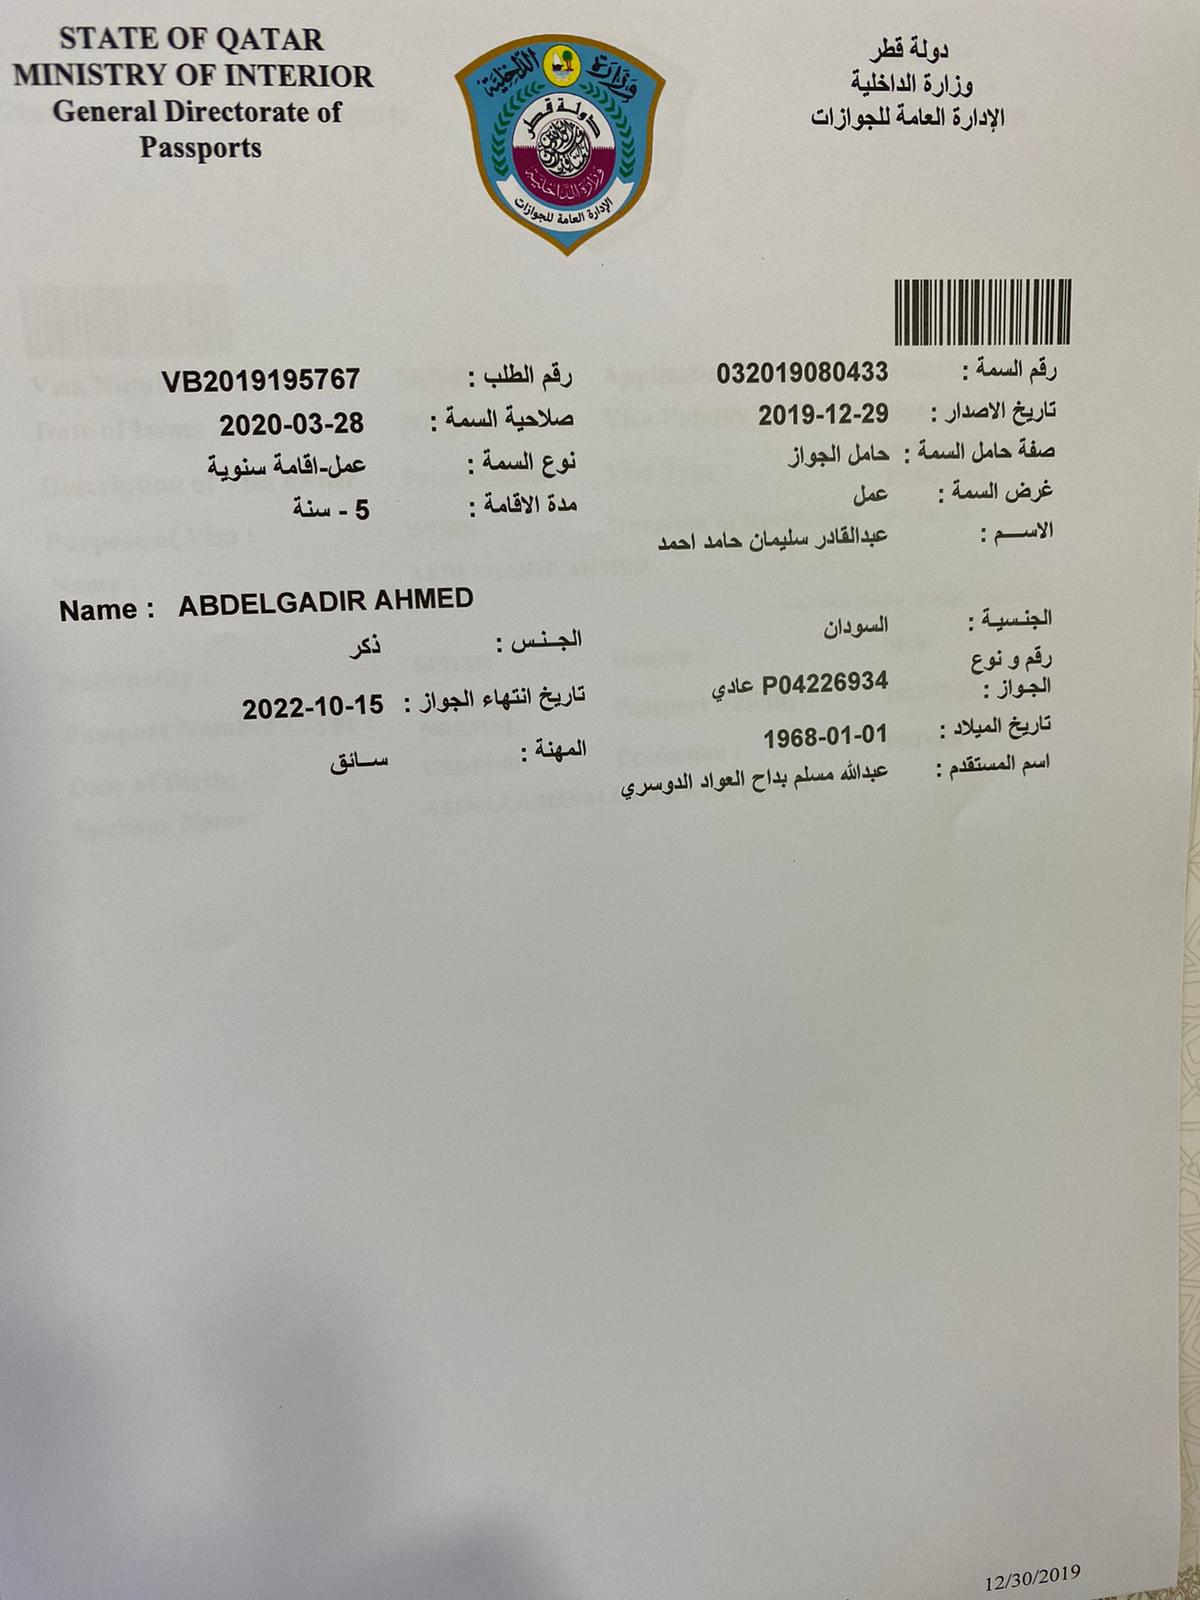 STATE OF QATAR
MINISTRY OF INTERIOR
General Directorate of
Passports
دولة قطر
وزارة الداخلية
الإدارة العامة للجوازات
وزارة الداخلية
دولة قطر
وزارة الداخلية
الإدارة العامة للجوازات
رقم السمة : 032019080433 رقم الطلب : VB2019195767
تاريخ الاصدار : 2019-12-29 صلاحية السمة : 2020-03-28
صفة حامل السمة : حامل الجواز نوع السمة : عمل-اقامة سنوية
غرض السمة : عمل مدة الاقامة : 5 - سنة
الاســـم : عبدالقادر سليمان حامد احمد
Name : ABDELGADIR AHMED
الجنسية : السودان الجـنـس : ذكر
رقم و نوع
الجواز : P04226934 عادي تاريخ انتهاء الجواز : 2022-10-15
تاريخ الميلاد : 1968-01-01 المهنة : ســائق
اسم المستقدم : عبدالله مسلم بداح العواد الدوسري
12/30/2019